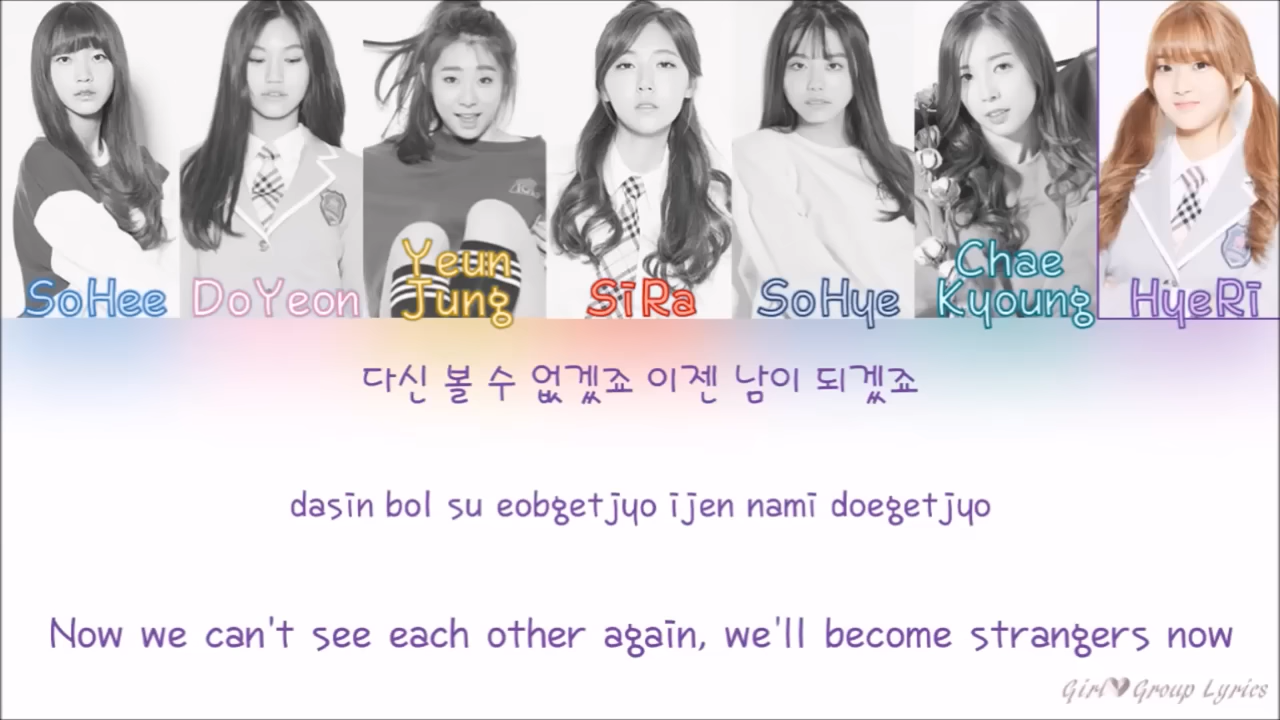 SoHee
DoYeon
Yeun
Jung
SiRa
SoHye
Chae
Kyoung
HyeRi
다신 볼 수 없겠죠 이젠 남이 되겠죠
dasin bol su eobgetjyo ijen nami doegetjyo
Now we can't see each other again, we'll become strangers now
Girl♥Group Lyrics